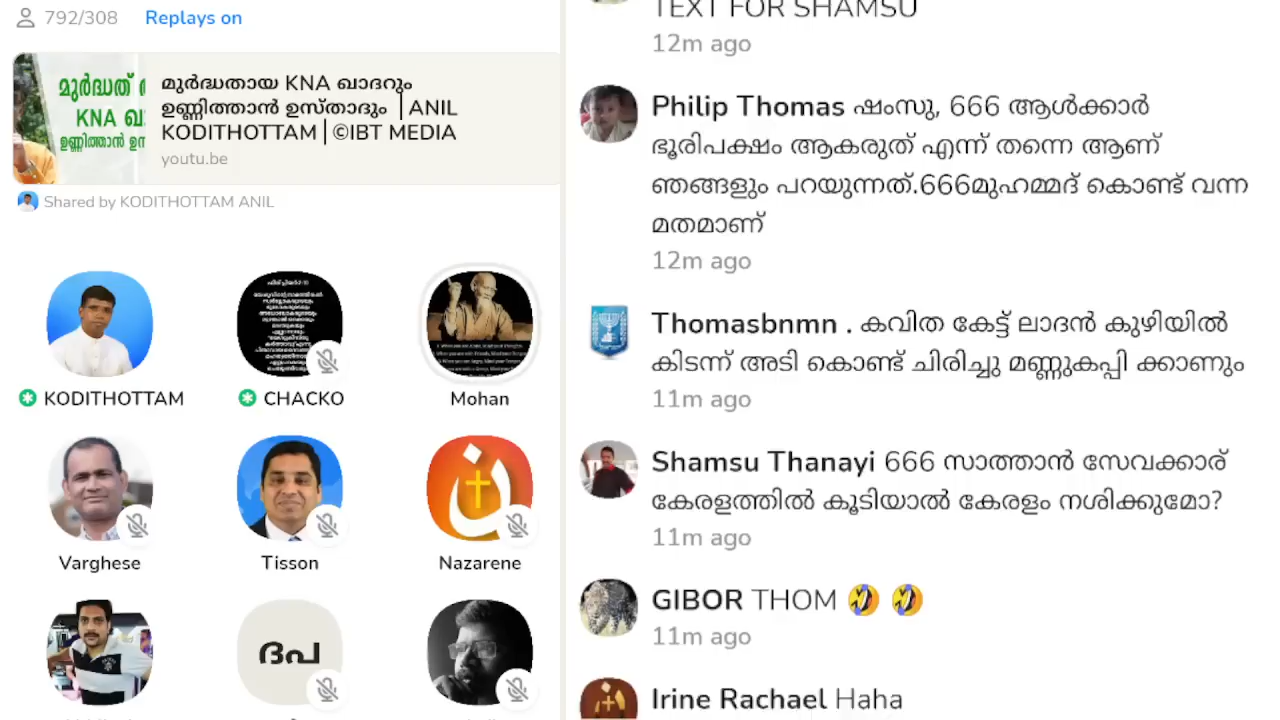 792/308 Replays on
മൂർദ്ധത്
KNA ഖ
ഉണ്ണിത്താൻ
മൂർദ്ധതായ KNA ഖാദറും
ഉണ്ണിത്താൻ ഉസ്താദും |ANIL
KODITHOTTAM|©IBT MEDIA
youtu.be
Shared by KODITHOTTAM ANIL
KODITHOTTAM
CHACKO
Mohan
Varghese
Tisson
Nazarene
ദപ
TEXT FOR SHAMSU
12m ago
Philip Thomas ഷംസു, 666 ആൾക്കാർ
ഭൂരിപക്ഷം ആകരുത് എന്ന് തന്നെ ആണ്
ഞങ്ങളും പറയുന്നത്.666മുഹമ്മദ് കൊണ്ട് വന്ന
മതമാണ്
12m ago
Thomasbnmn . കവിത കേട്ട് ലാദൻ കുഴിയിൽ
കിടന്ന് അടി കൊണ്ട് ചിരിച്ചു മണ്ണുകപ്പി ക്കാണും
11m ago
Shamsu Thanayi 666 സാത്താൻ സേവക്കാര്
കേരളത്തിൽ കൂടിയാൽ കേരളം നശിക്കുമോ?
11m ago
GIBOR THOM 🤣 🤣
11m ago
Irine Rachael Haha